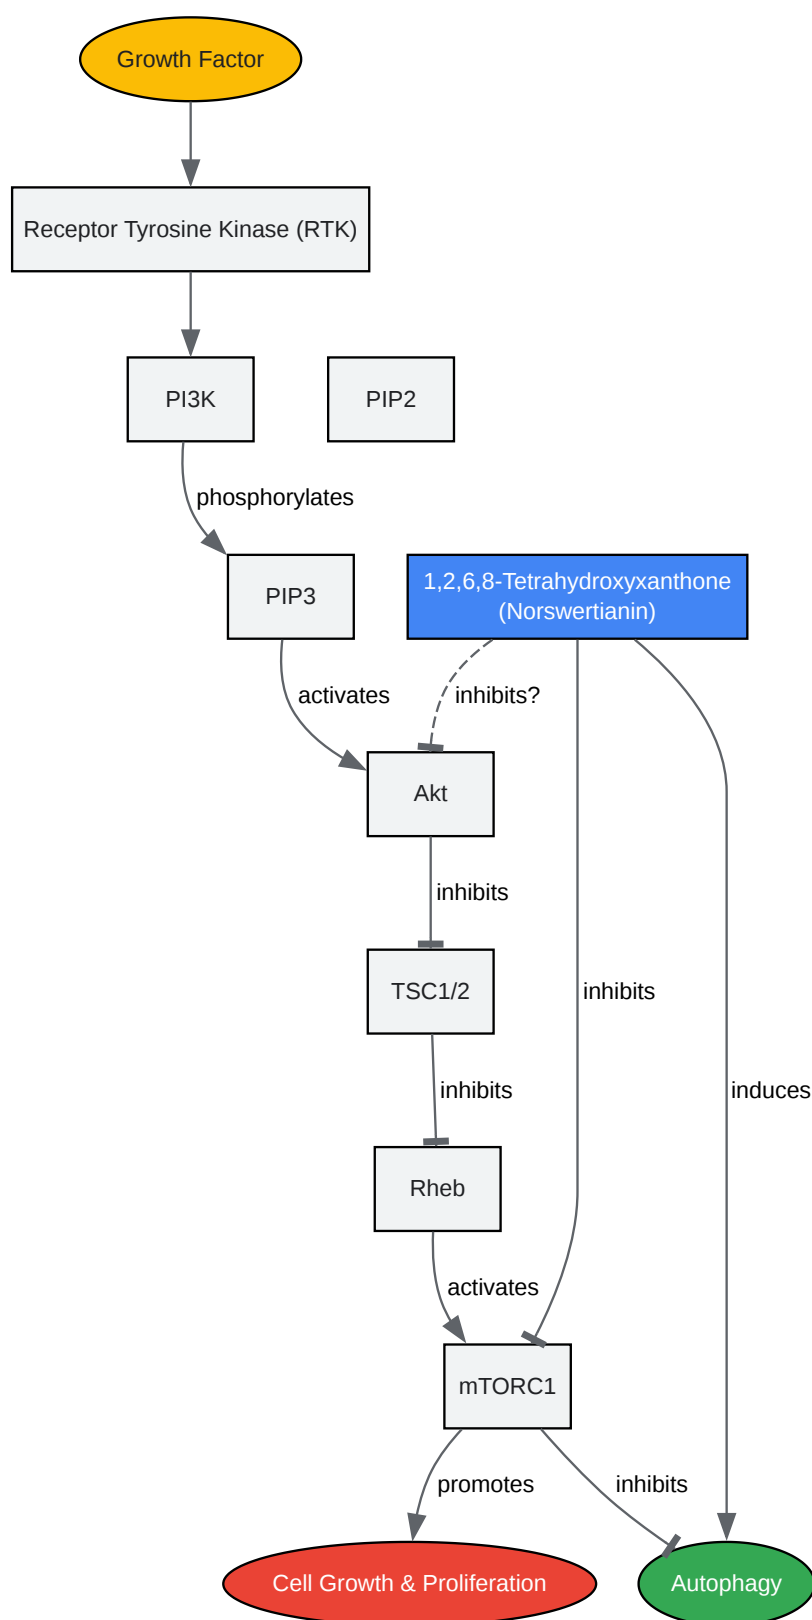 Growth Factor
Receptor Tyrosine Kinase (RTK)
PI3K
PIP2
phosphorylates
PIP3
1,2,6,8-Tetrahydroxyxanthone
(Norswertianin)
activates
inhibits?
Akt
inhibits
TSC1/2
inhibits
inhibits
induces
Rheb
activates
mTORC1
promotes
inhibits
Cell Growth & Proliferation
Autophagy